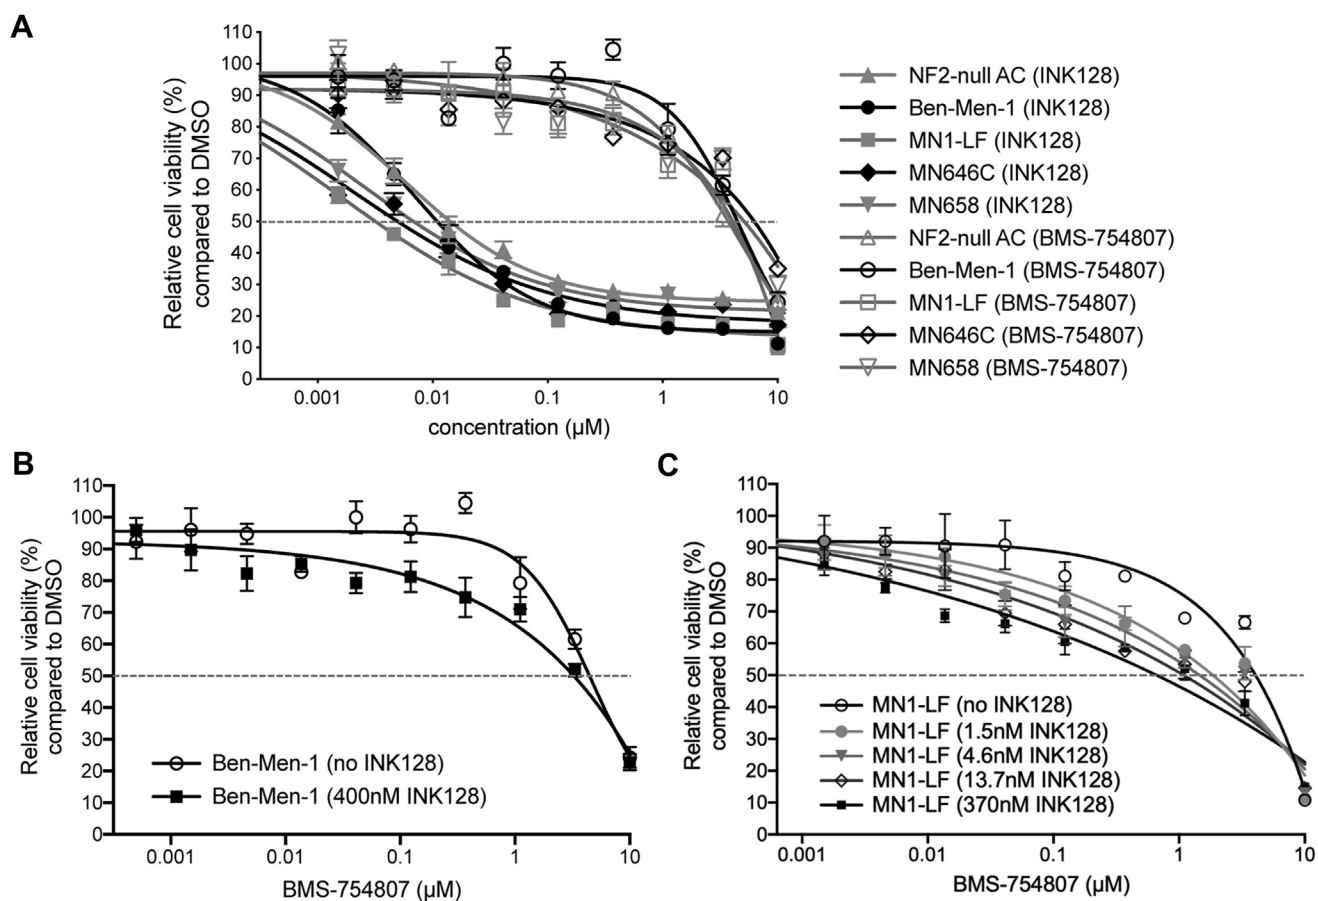 A
110
100
90
80
70
60
50
40
30
20
10
0
Relative cell viability (%)
compared to DMSO
0.001
0.01
0.1
1
10
concentration (µM)
NF2-null AC (INK128)
Ben-Men-1 (INK128)
MN1-LF (INK128)
MN646C (INK128)
MN658 (INK128)
NF2-null AC (BMS-754807)
Ben-Men-1 (BMS-754807)
MN1-LF (BMS-754807)
MN646C (BMS-754807)
MN658 (BMS-754807)
B
110
100
90
80
70
60
50
40
30
20
10
0
Relative cell viability (%)
compared to DMSO
Ben-Men-1 (no INK128)
Ben-Men-1 (400nM INK128)
0.001
0.01
0.1
1
10
BMS-754807 (µM)
C
110
100
90
80
70
60
50
40
30
20
10
0
Relative cell viability (%)
compared to DMSO
MN1-LF (no INK128)
MN1-LF (1.5nM INK128)
MN1-LF (4.6nM INK128)
MN1-LF (13.7nM INK128)
MN1-LF (370nM INK128)
0.001
0.01
0.1
1
10
BMS-754807 (µM)